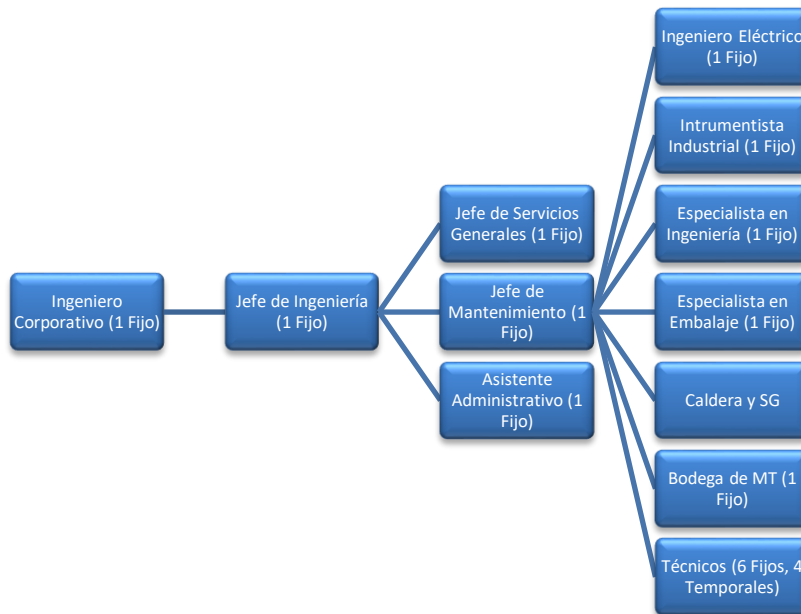 Ingeniero
Corporativo (1 Fijo)
Jefe de Ingeniería
(1 Fijo)
Jefe de Servicios
Generales (1 Fijo)
Jefe de
Mantenimiento (1
Fijo)
Asistente
Administrativo (1
Fijo)
Ingeniero Eléctrico
(1 Fijo)
Intrumentista
Industrial (1 Fijo)
Especialista en
Ingeniería (1 Fijo)
Especialista en
Embalaje (1 Fijo)
Caldera y SG
Bodega de MT (1
Fijo)
Técnicos (6 Fijos, 4
Temporales)